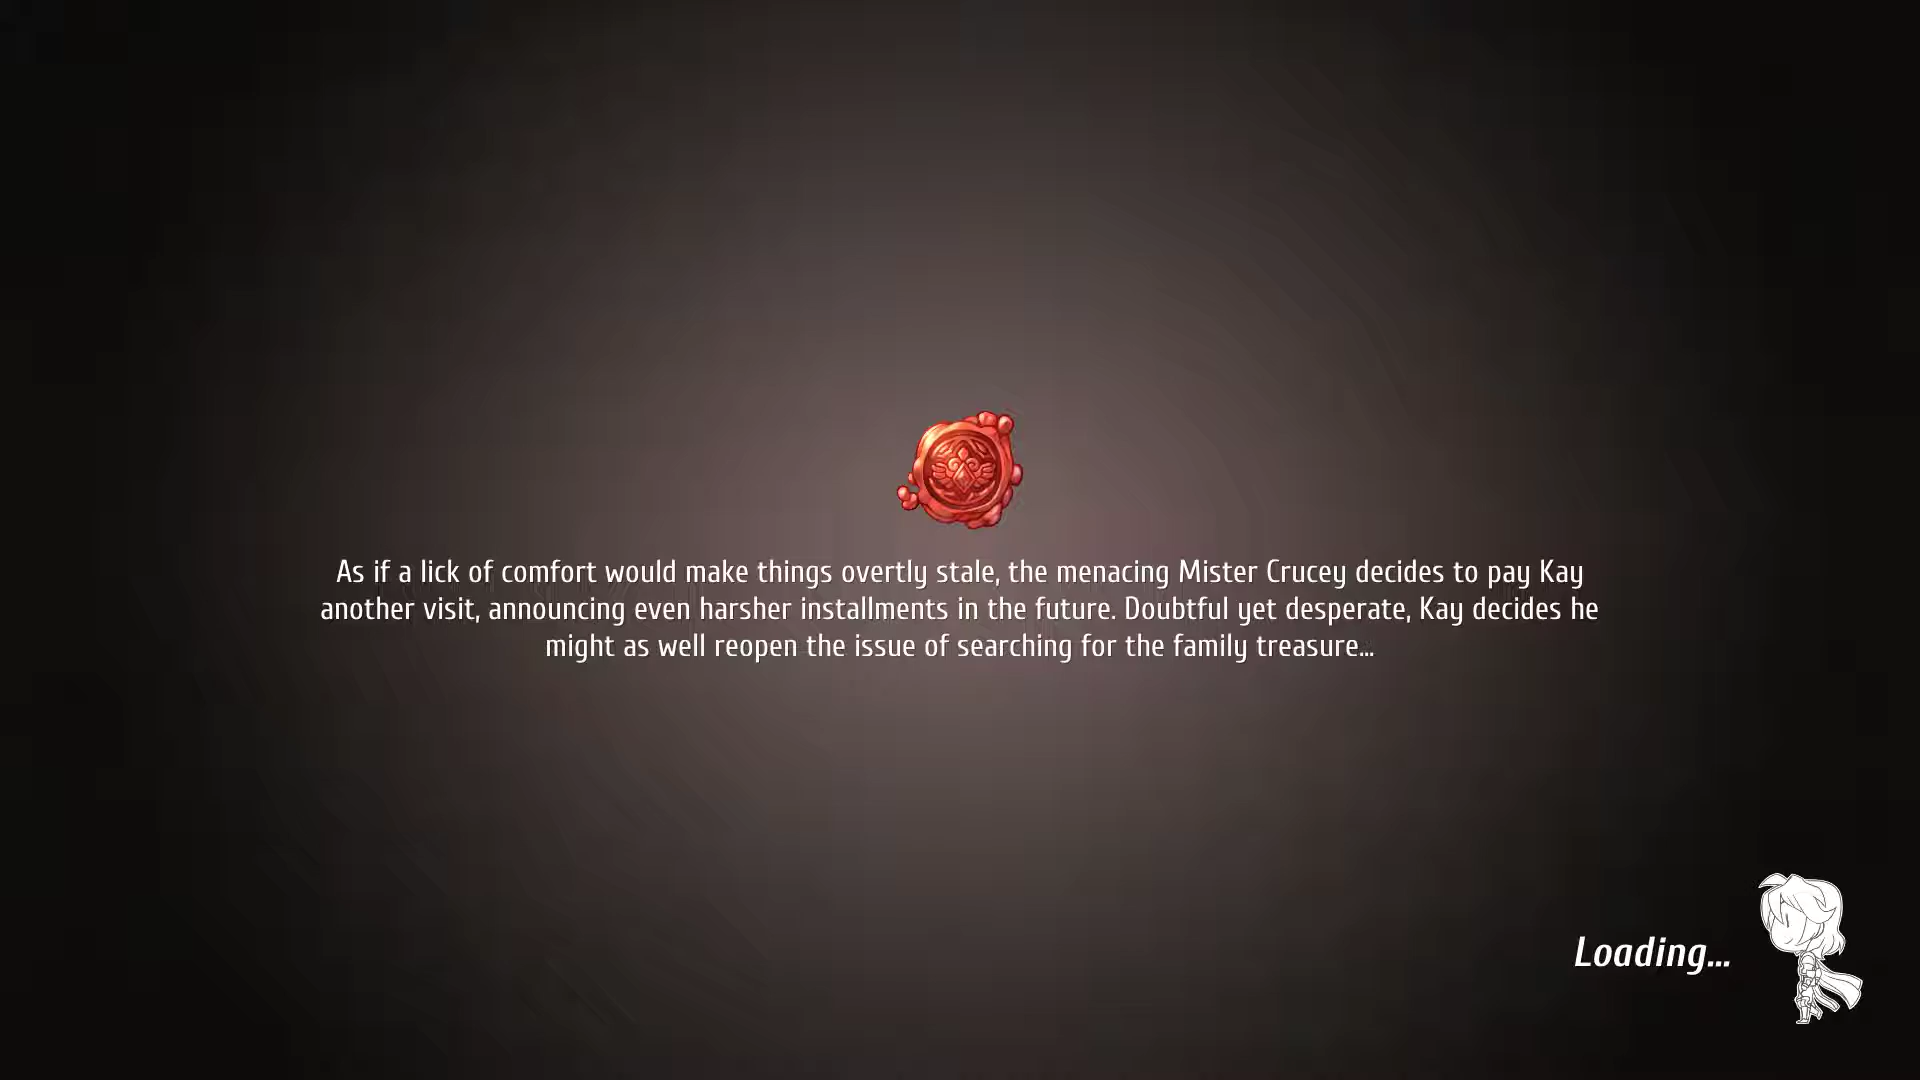 As if a lick of comfort would make things overtly stale, the menacing Mister Crucey decides to pay Kay
another visit, announcing even harsher installments in the future. Doubtful yet desperate, Kay decides he
might as well reopen the issue of searching for the family treasure...
Loading...